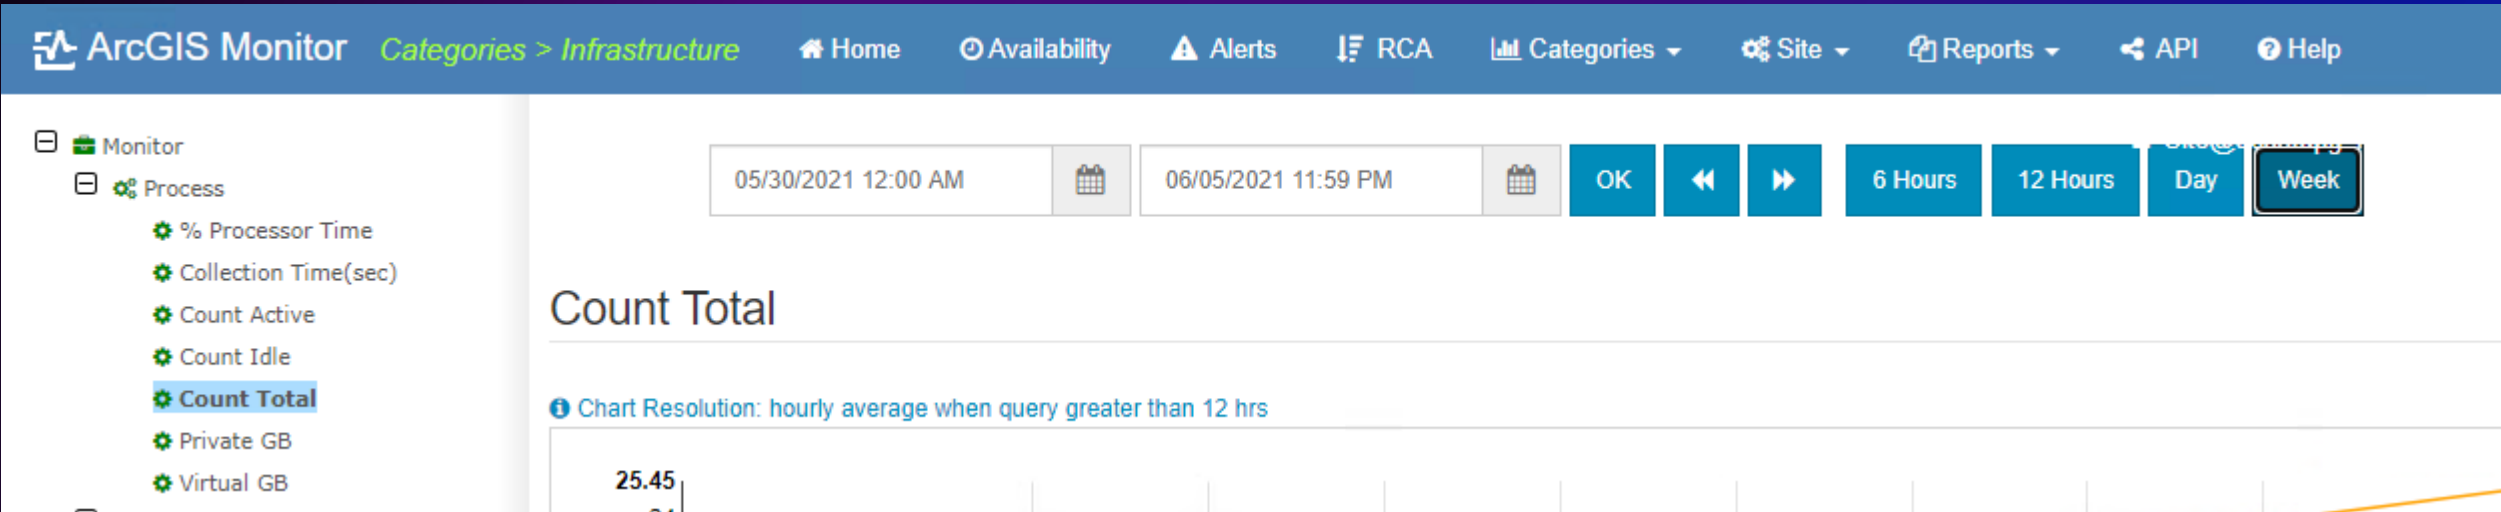 ArcGIS Monitor Categories > Infrastructure Home Availability Alerts RCA Categories Site Reports API Help
Monitor
Process
% Processor Time
Collection Time(sec)
Count Active
Count Idle
Count Total
Private GB
Virtual GB
05/30/2021 12:00 AM 06/05/2021 11:59 PM OK 6 Hours 12 Hours Day Week
Count Total
Chart Resolution: hourly average when query greater than 12 hrs
25.45